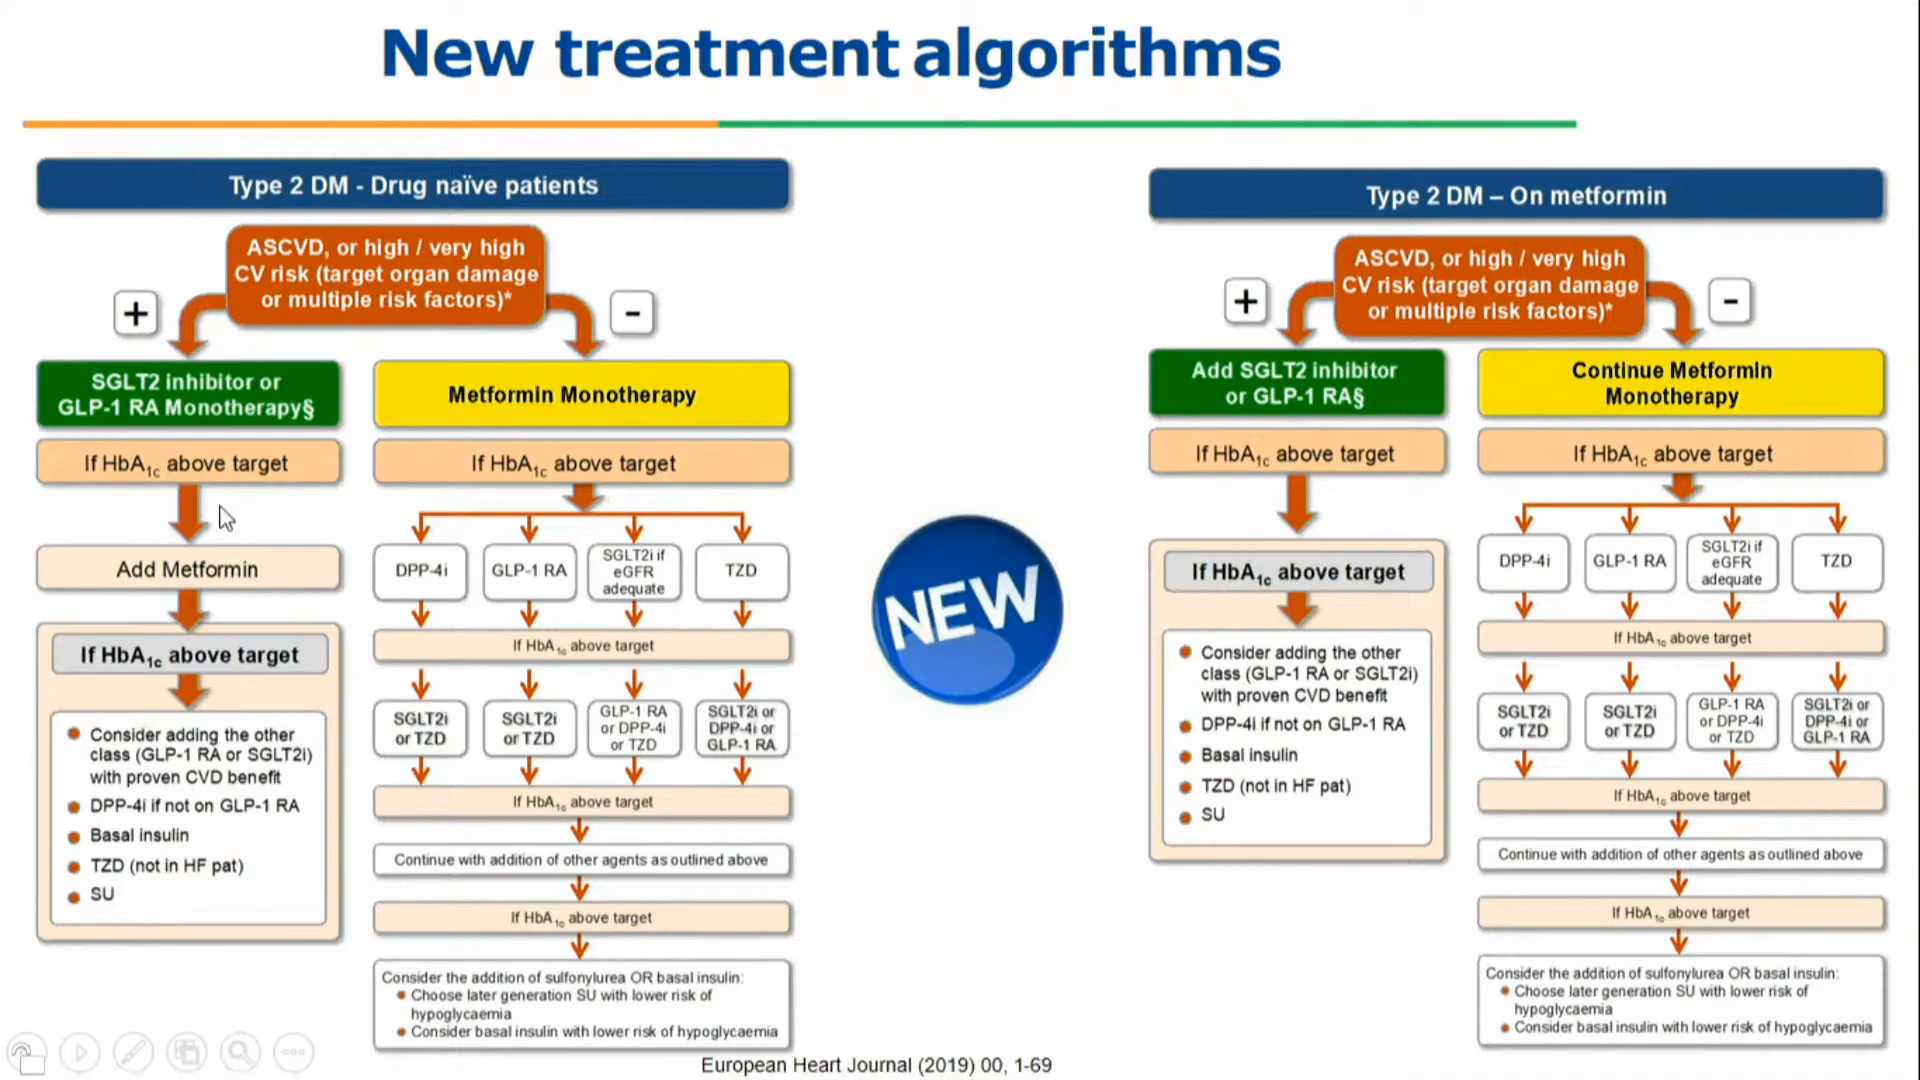 New treatment algorithms
Type 2 DM - Drug naïve patients
ASCVD, or high / very high
CV risk (target organ damage
or multiple risk factors)*
+
-
SGLT2 inhibitor or
GLP-1 RA Monotherapy§
If HbA1c above target
Add Metformin
If HbA1c above target
Consider adding the other
class (GLP-1 RA or SGLT2i)
with proven CVD benefit
DPP-4i if not on GLP-1 RA
Basal insulin
TZD (not in HF pat)
SU
Metformin Monotherapy
If HbA1c above target
DPP-4i
GLP-1 RA
SGLT2i if
eGFR
adequate
TZD
If HbA1c above target
SGLT2i
or TZD
SGLT2i
or TZD
GLP-1 RA
or DPP-4i
or TZD
SGLT2i or
DPP-4i or
GLP-1 RA
If HbA1c above target
Continue with addition of other agents as outlined above
If HbA1c above target
Consider the addition of sulfonylurea OR basal insulin:
Choose later generation SU with lower risk of
hypoglycaemia
Consider basal insulin with lower risk of hypoglycaemia
NEW
Type 2 DM – On metformin
ASCVD, or high / very high
CV risk (target organ damage
or multiple risk factors)*
+
-
Add SGLT2 inhibitor
or GLP-1 RA§
If HbA1c above target
If HbA1c above target
Consider adding the other
class (GLP-1 RA or SGLT2i)
with proven CVD benefit
DPP-4i if not on GLP-1 RA
Basal insulin
TZD (not in HF pat)
SU
Continue Metformin
Monotherapy
If HbA1c above target
DPP-4i
GLP-1 RA
SGLT2i if
eGFR
adequate
TZD
If HbA1c above target
SGLT2i
or TZD
SGLT2i
or TZD
GLP-1 RA
or DPP-4i
or TZD
SGLT2i or
DPP-4i or
GLP-1 RA
If HbA1c above target
Continue with addition of other agents as outlined above
If HbA1c above target
Consider the addition of sulfonylurea OR basal insulin:
Choose later generation SU with lower risk of
hypoglycaemia
Consider basal insulin with lower risk of hypoglycaemia
European Heart Journal (2019) 00, 1-69